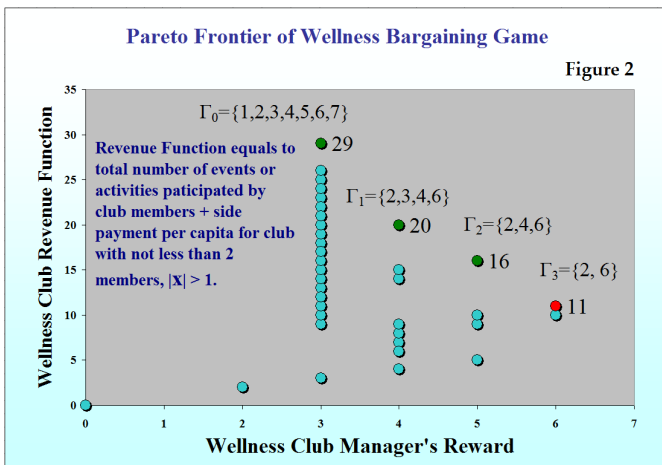 Pareto Frontier of Wellness Bargaining Game
Figure 2
Wellness Club Revenue Function
35
30
25
20
15
10
5
0
Γ₀={1,2,3,4,5,6,7}
29
Revenue Function equals to
total number of events or
activities paticipated by
club members + side
payment per capita for club
with not less than 2
members, |x| > 1.
Γ₁={2,3,4,6}
20
Γ₂={2,4,6}
16
Γ₃={2, 6}
11
0 1 2 3 4 5 6 7
Wellness Club Manager's Reward